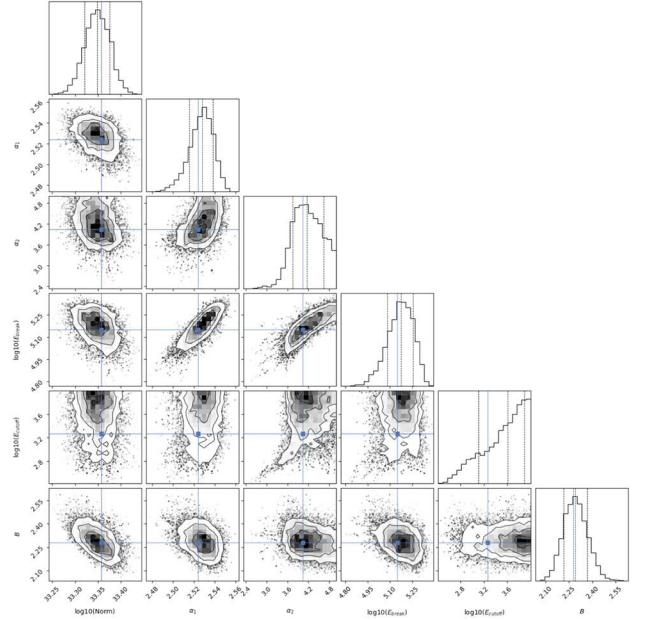 2.56
2.54
2.52
2.50
2.48
α1
4.8
4.2
3.6
3.0
2.4
α2
5.25
5.10
4.95
4.80
log10(Ebreak)
3.6
3.2
2.8
log10(Ecutoff)
2.55
2.40
2.25
2.10
B
33.25 33.30 33.35 33.40
2.48 2.50 2.52 2.54 2.56
2.4 3.0 3.6 4.2 4.8
4.80 4.95 5.10 5.25
2.8 3.2 3.6
2.10 2.25 2.40 2.55
log10(Norm) α1 α2 log10(Ebreak) log10(Ecutoff) B